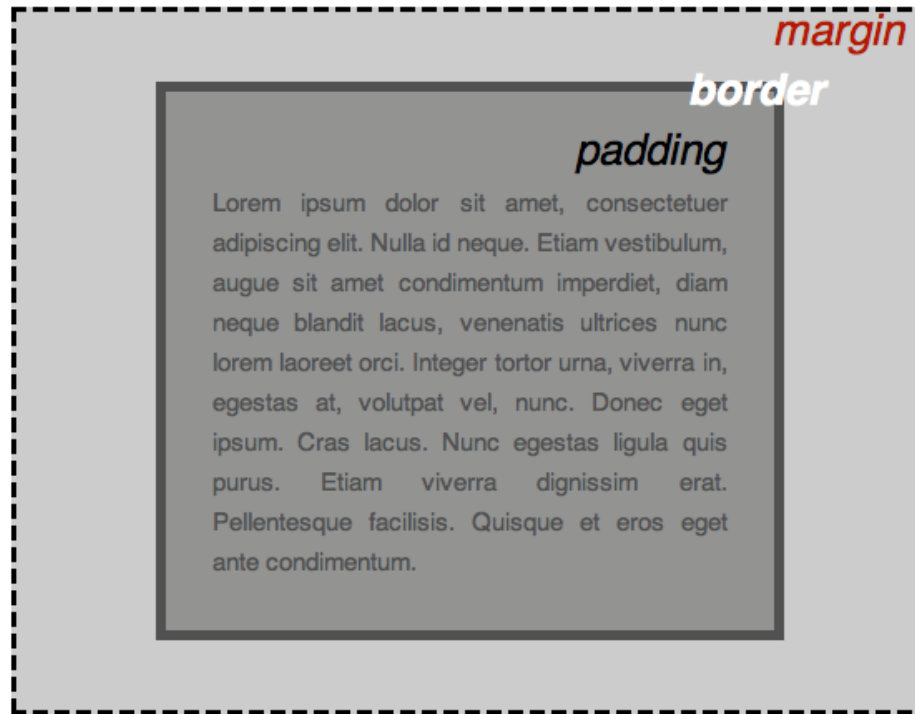 margin
border
padding
Lorem ipsum dolor sit amet, consectetuer
adipiscing elit. Nulla id neque. Etiam vestibulum,
augue sit amet condimentum imperdiet, diam
neque blandit lacus, venenatis ultrices nunc
lorem laoreet orci. Integer tortor urna, viverra in,
egestas at, volutpat vel, nunc. Donec eget
ipsum. Cras lacus. Nunc egestas ligula quis
purus. Etiam viverra dignissim erat.
Pellentesque facilisis. Quisque et eros eget
ante condimentum.